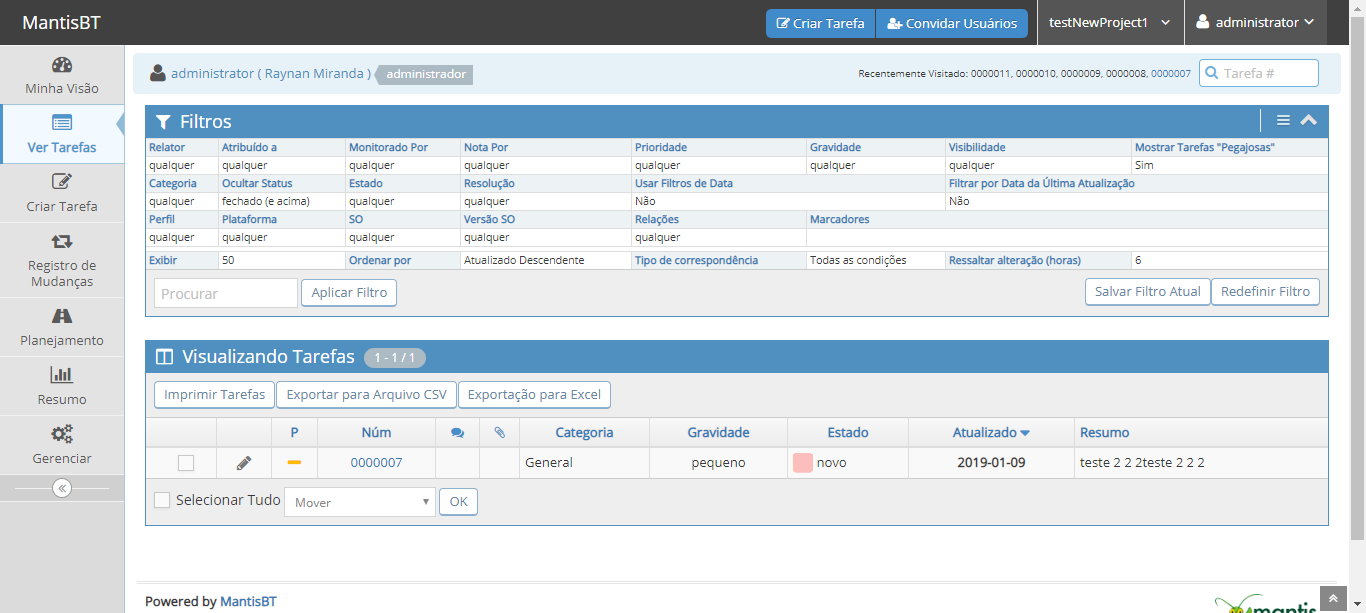 MantisBT
Criar Tarefa Convidar Usuários testNewProject1 administrator
Minha Visão
Ver Tarefas
Criar Tarefa
Registro de
Mudanças
Planejamento
Resumo
Gerenciar
administrator ( Raynan Miranda ) administrador
Recentemente Visitado: 0000011, 0000010, 0000009, 0000008, 0000007
Tarefa #
Filtros
Relator Atribuído a Monitorado Por Nota Por Prioridade Gravidade Visibilidade Mostrar Tarefas "Pegajosas"
qualquer qualquer qualquer qualquer qualquer qualquer qualquer Sim
Categoria Ocultar Status Estado Resolução Usar Filtros de Data Filtrar por Data da Última Atualização
qualquer fechado (e acima) qualquer qualquer Não Não
Perfil Plataforma SO Versão SO Relações Marcadores
qualquer qualquer qualquer qualquer qualquer
Exibir 50 Ordenar por Atualizado Descendente Tipo de correspondência Todas as condições Ressaltar alteração (horas) 6
Procurar Aplicar Filtro Salvar Filtro Atual Redefinir Filtro
Visualizando Tarefas 1 - 1 / 1
Imprimir Tarefas Exportar para Arquivo CSV Exportação para Excel
P Núm Categoria Gravidade Estado Atualizado Resumo
0000007 General pequeno novo 2019-01-09 teste 2 2 2teste 2 2 2
Selecionar Tudo Mover OK
Powered by MantisBT
mantis